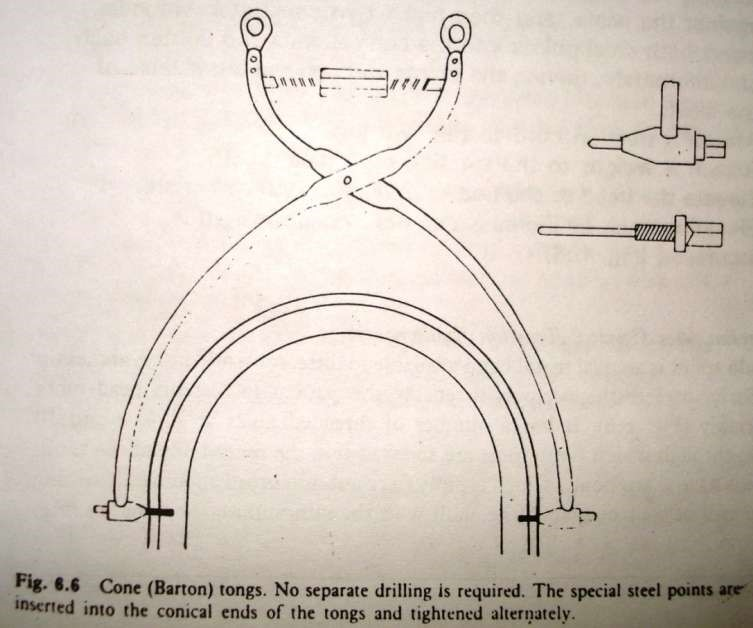 Fig. 6.6 Cone (Barton) tongs. No separate drilling is required. The special steel points are
inserted into the conical ends of the tongs and tightened alternately.